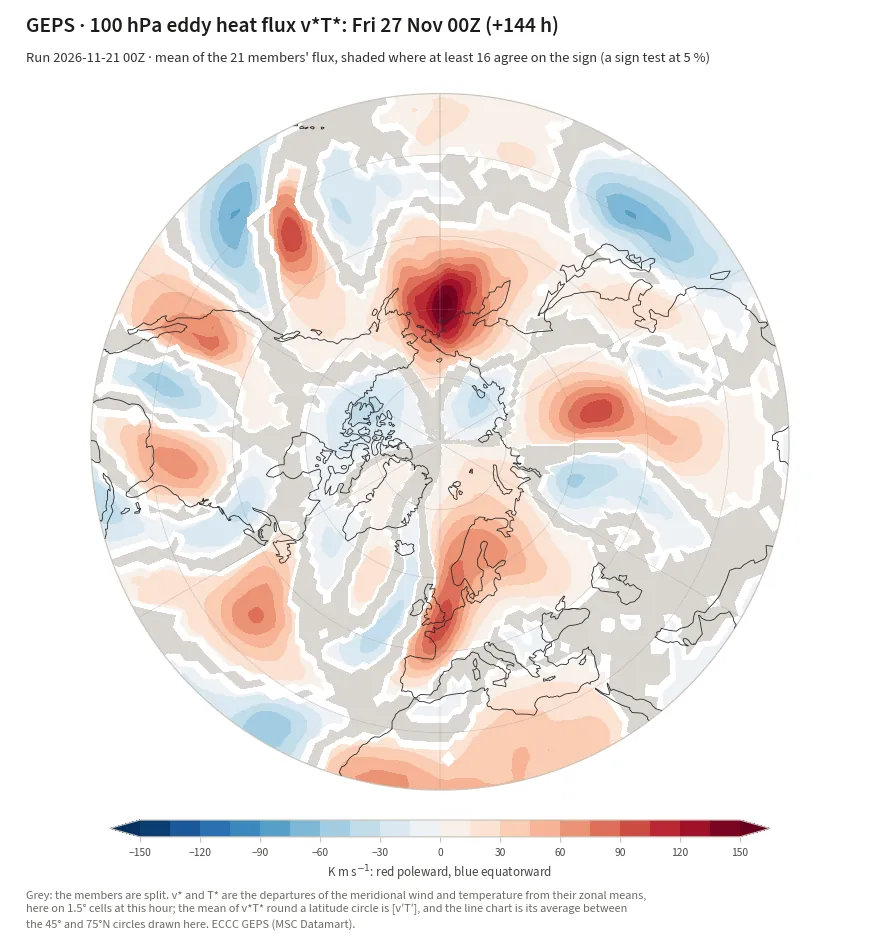 GEPS · 100 hPa eddy heat flux v*T*: Fri 27 Nov 00Z (+144 h)
Run 2026-11-21 00Z · mean of the 21 members' flux, shaded where at least 16 agree on the sign (a sign test at 5 %)
−150 −120 −90 −60 −30 0 30 60 90 120 150
K m s⁻¹: red poleward, blue equatorward
Grey: the members are split. v* and T* are the departures of the meridional wind and temperature from their zonal means,
here on 1.5° cells at this hour; the mean of v*T* round a latitude circle is [v'T'], and the line chart is its average between
the 45° and 75°N circles drawn here. ECCC GEPS (MSC Datamart).